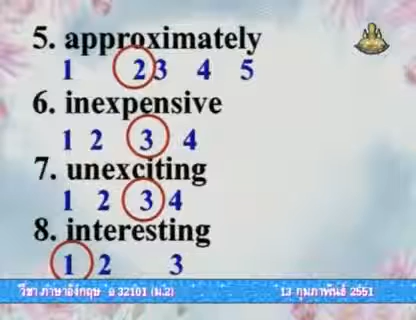 5. approximately
1 2 3 4 5
6. inexpensive
1 2 3 4
7. unexciting
1 2 3 4
8. interesting
1 2 3
วิชา ภาษาอังกฤษ อ 32101 (ม.2) 13 กุมภาพันธ์ 2551